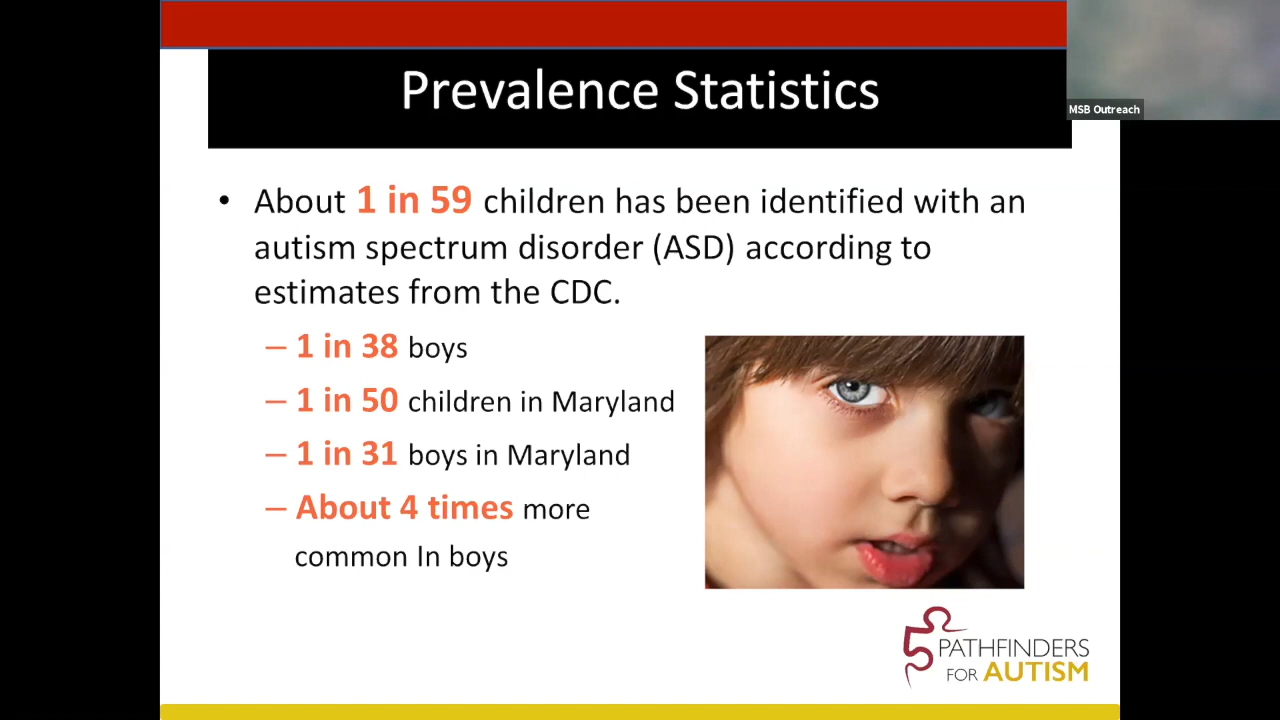 Prevalence Statistics
MSB Outreach
• About 1 in 59 children has been identified with an
autism spectrum disorder (ASD) according to
estimates from the CDC.
– 1 in 38 boys
– 1 in 50 children in Maryland
– 1 in 31 boys in Maryland
– About 4 times more
common In boys
5 PATHFINDERS
FOR AUTISM